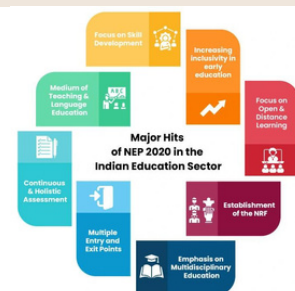 Major Hits
of NEP 2020 in the
Indian Education Sector
Focus on Skill
Development
Increasing
inclusivity in
early
education
Focus on
Open &
Distance
Learning
Establishment
of the NRF
Emphasis on
Multidisciplinary
Education
Multiple
Entry and
Exit Points
Continuous
& Holistic
Assessment
Medium of
Teaching &
Language
Education